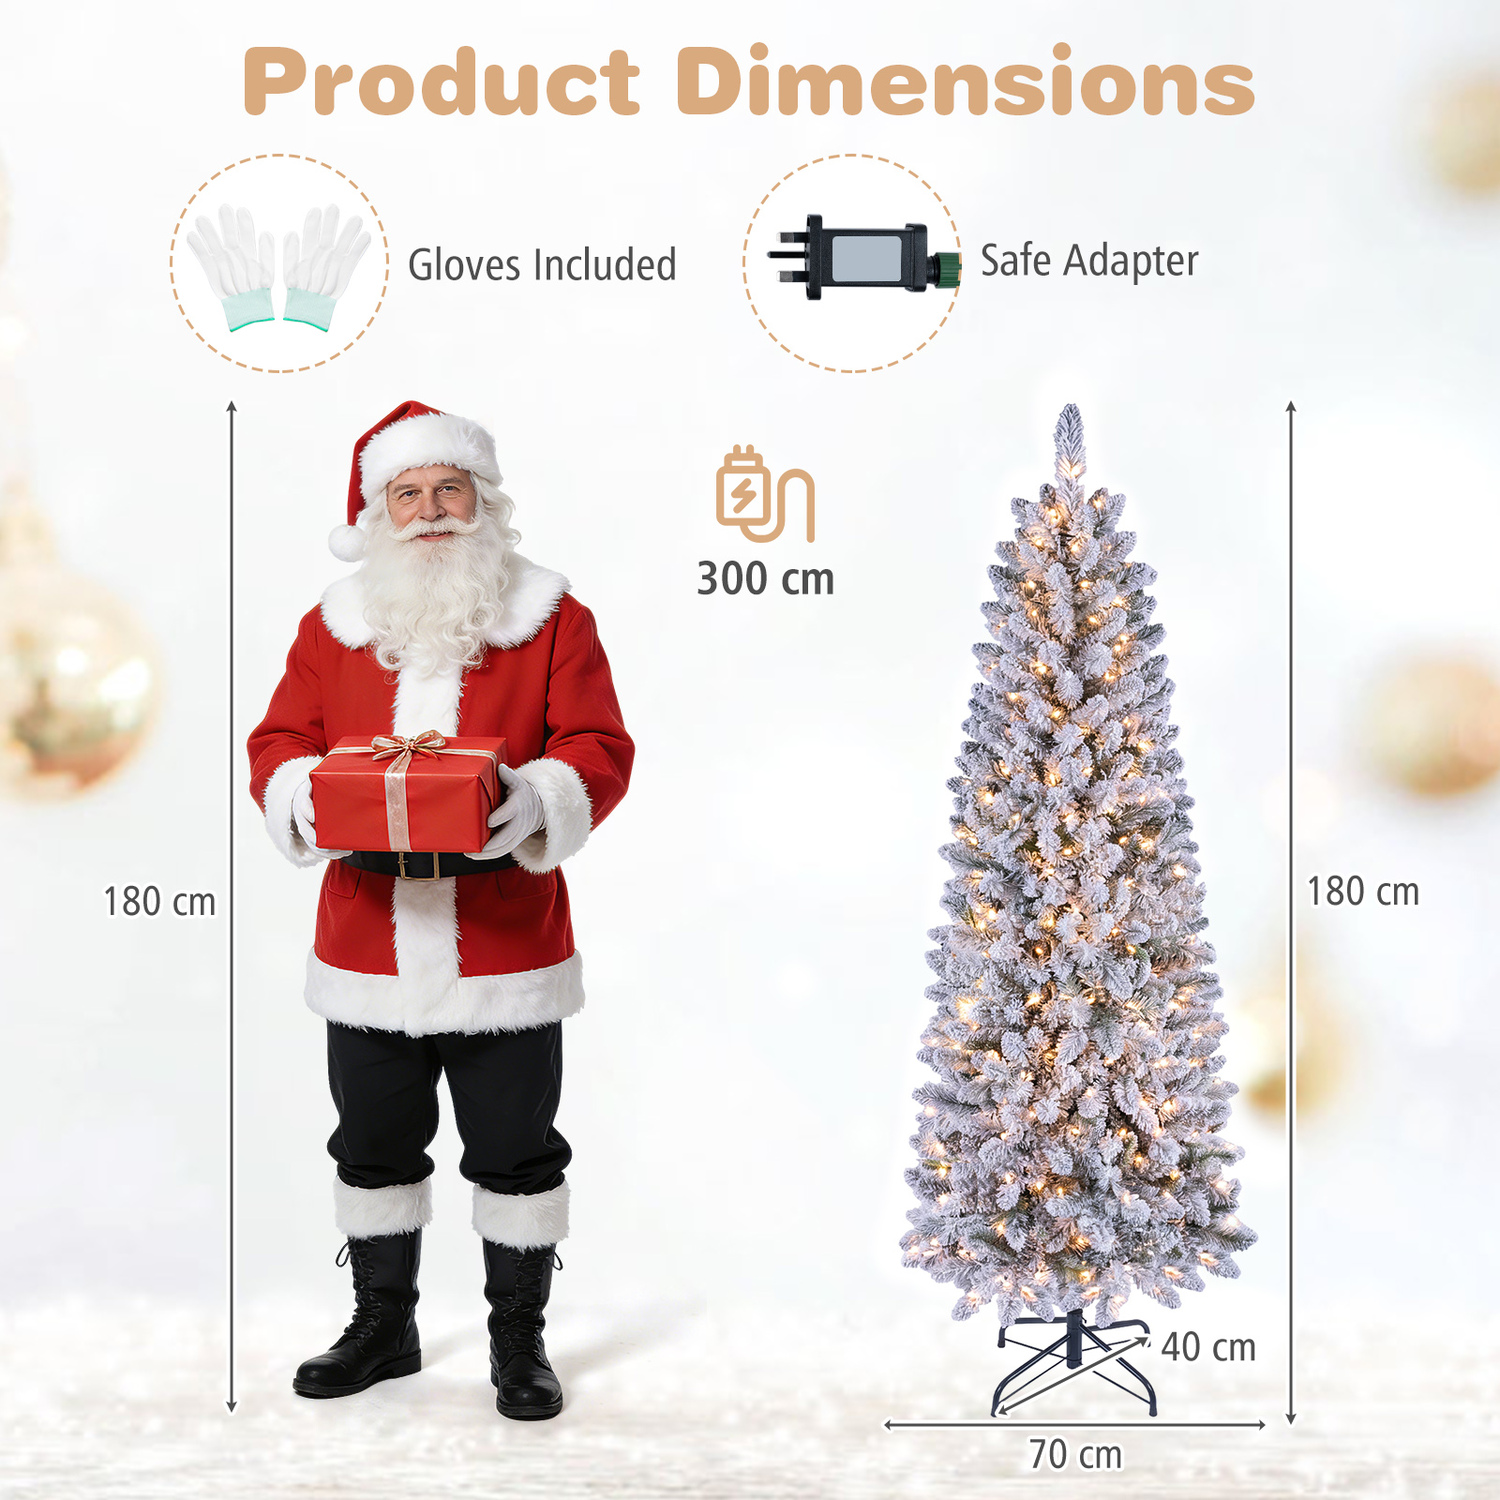 Product Dimensions
Gloves Included
Safe Adapter
300 cm
180 cm
180 cm
40 cm
70 cm